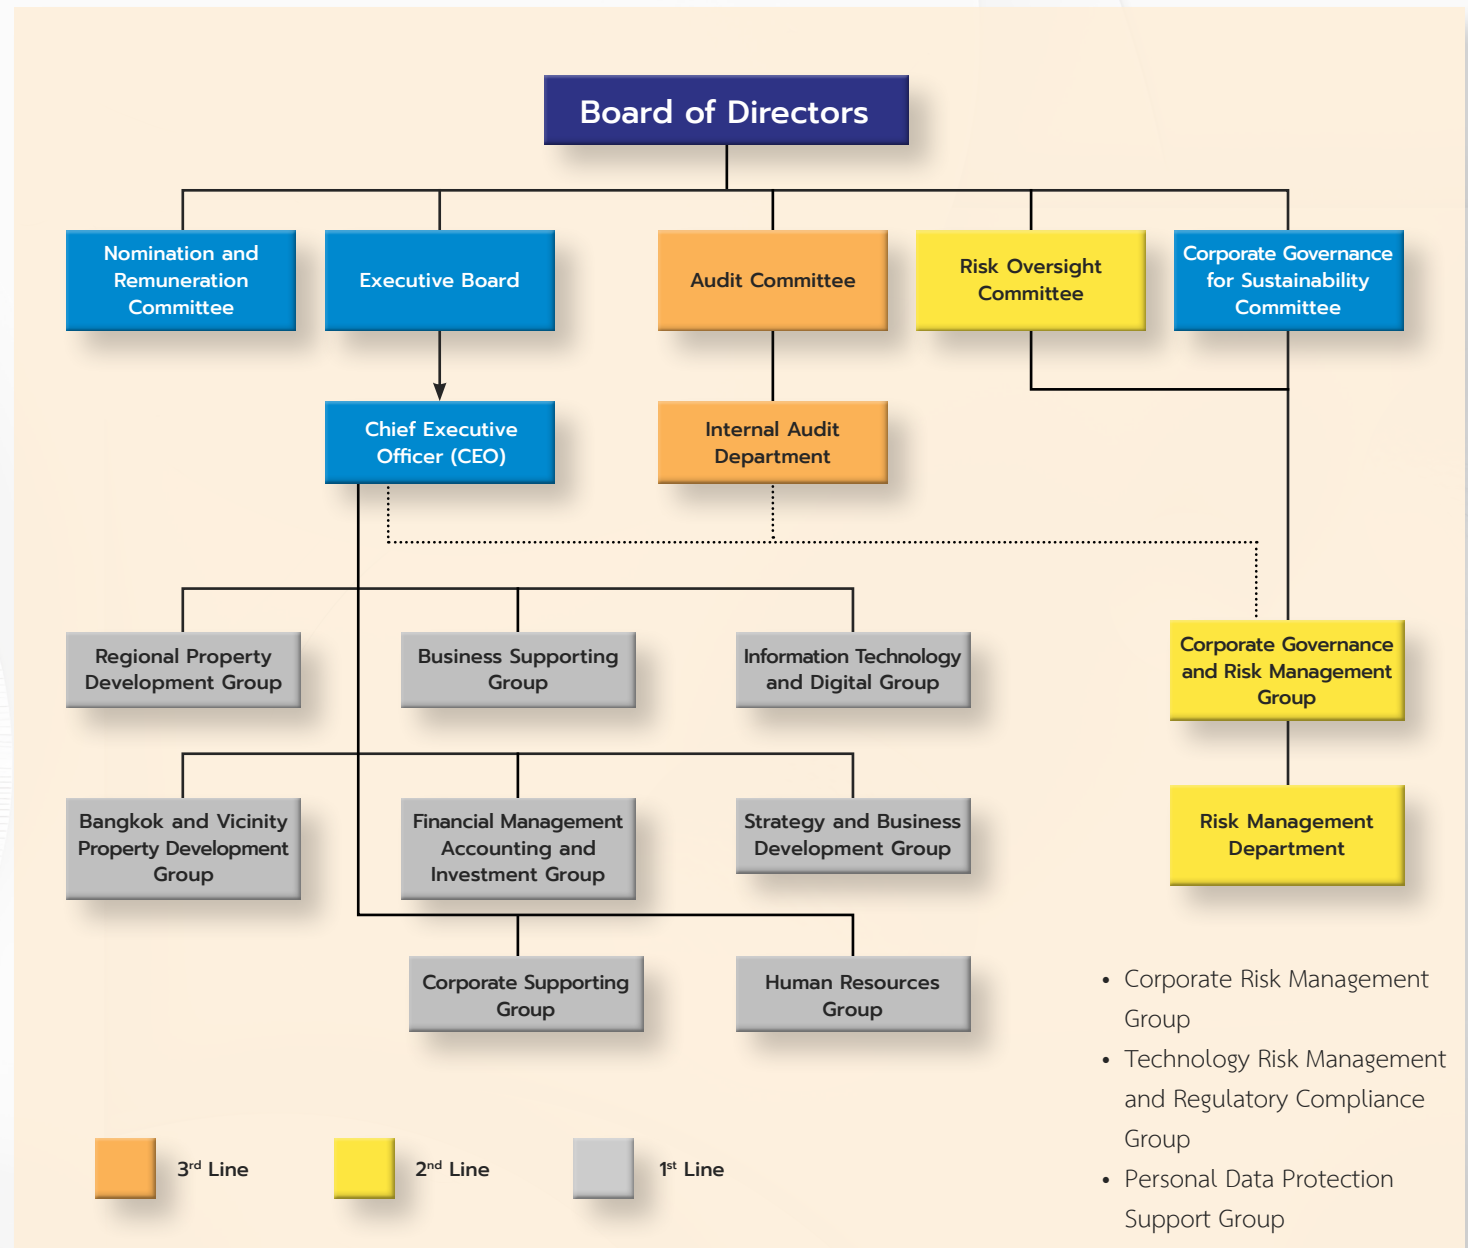 Board of Directors
Nomination and
Remuneration
Committee
Executive Board
Audit Committee
Risk Oversight
Committee
Corporate Governance
for Sustainability
Committee
Chief Executive
Officer (CEO)
Internal Audit
Department
Regional Property
Development Group
Business Supporting
Group
Information Technology
and Digital Group
Corporate Governance
and Risk Management
Group
Bangkok and Vicinity
Property Development
Group
Financial Management
Accounting and
Investment Group
Strategy and Business
Development Group
Risk Management
Department
Corporate Supporting
Group
Human Resources
Group
• Corporate Risk Management
Group
• Technology Risk Management
and Regulatory Compliance
Group
• Personal Data Protection
Support Group
3rd Line
2nd Line
1st Line